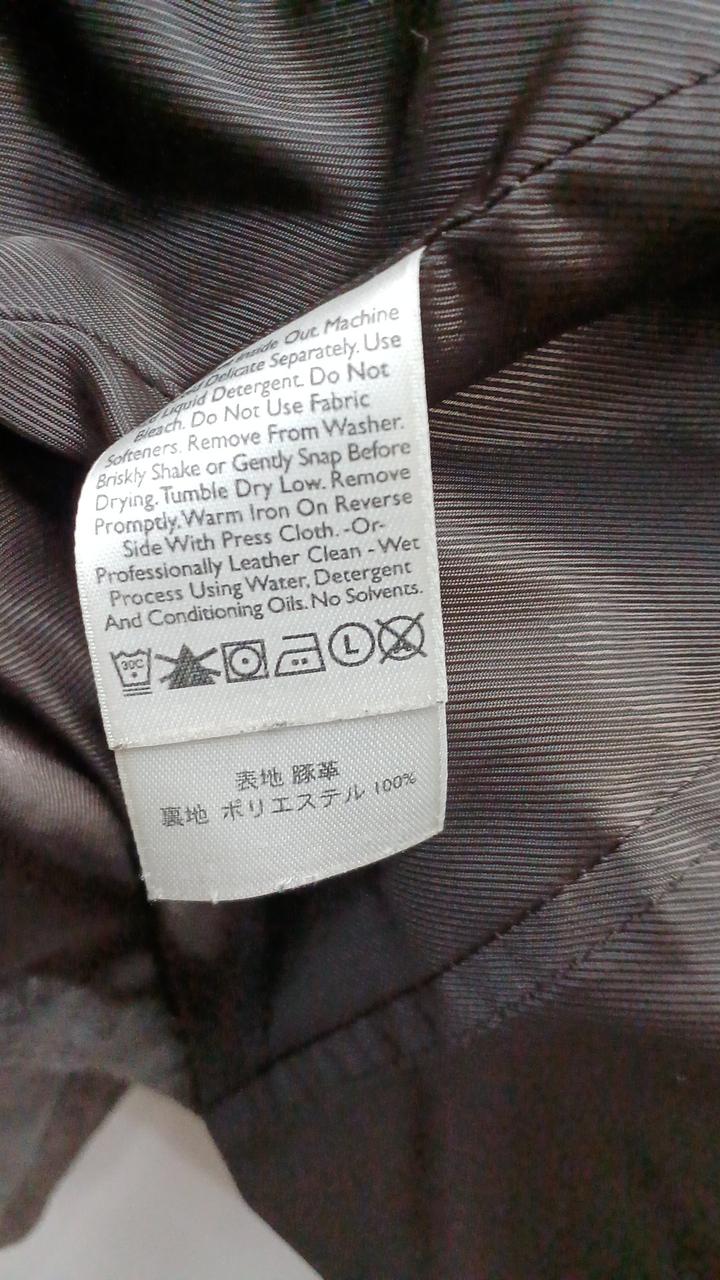 Inside Out. Machine
Delicate Separately. Use
Liquid Detergent. Do Not
Bleach. Do Not Use Fabric
Softeners. Remove From Washer.
Briskly Shake or Gently Snap Before
Drying. Tumble Dry Low. Remove
Promptly. Warm Iron On Reverse
Side With Press Cloth. -Or-
Professionally Leather Clean - Wet
Process Using Water, Detergent
And Conditioning Oils. No Solvents.
30C L
表地 豚革
裏地 ポリエステル 100%